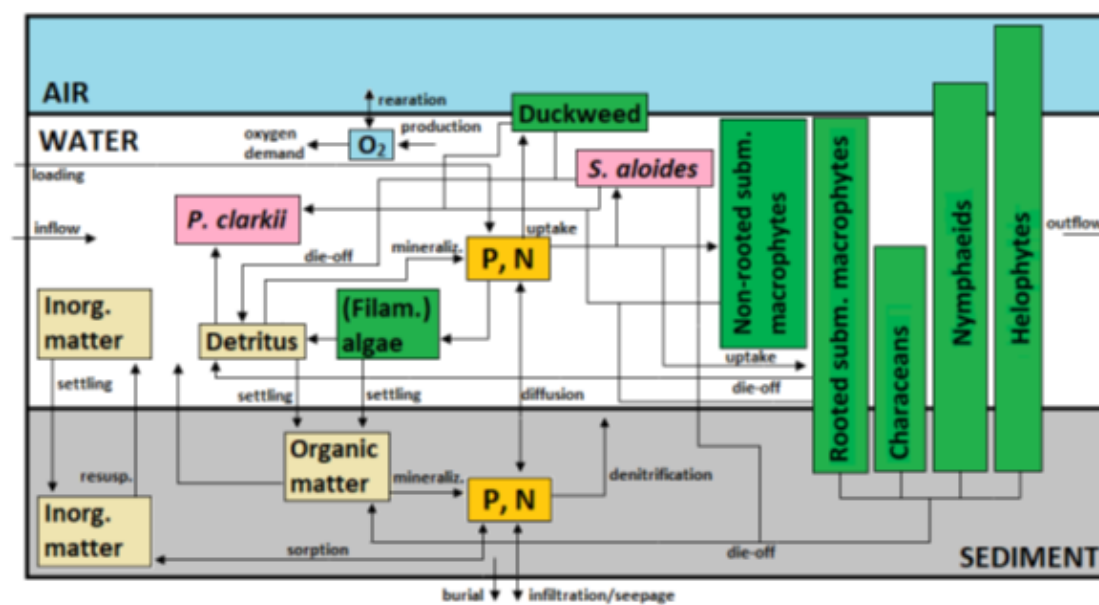 AIR
rearation
Duckweed
WATER
oxygen
demand
O₂
production
loading
S. aloides
P. clarkii
inflow
die-off
mineraliz.
uptake
P, N
Non-rooted subm.
macrophytes
Rooted subm. macrophytes
Characeans
Nymphaeids
Helophytes
outflow
Inorg.
matter
Detritus
(Filam.)
algae
uptake
die-off
settling
settling
settling
diffusion
Organic
matter
resusp.
mineraliz.
P, N
denitrification
Inorg.
matter
sorption
die-off
SEDIMENT
burial
infiltration/seepage